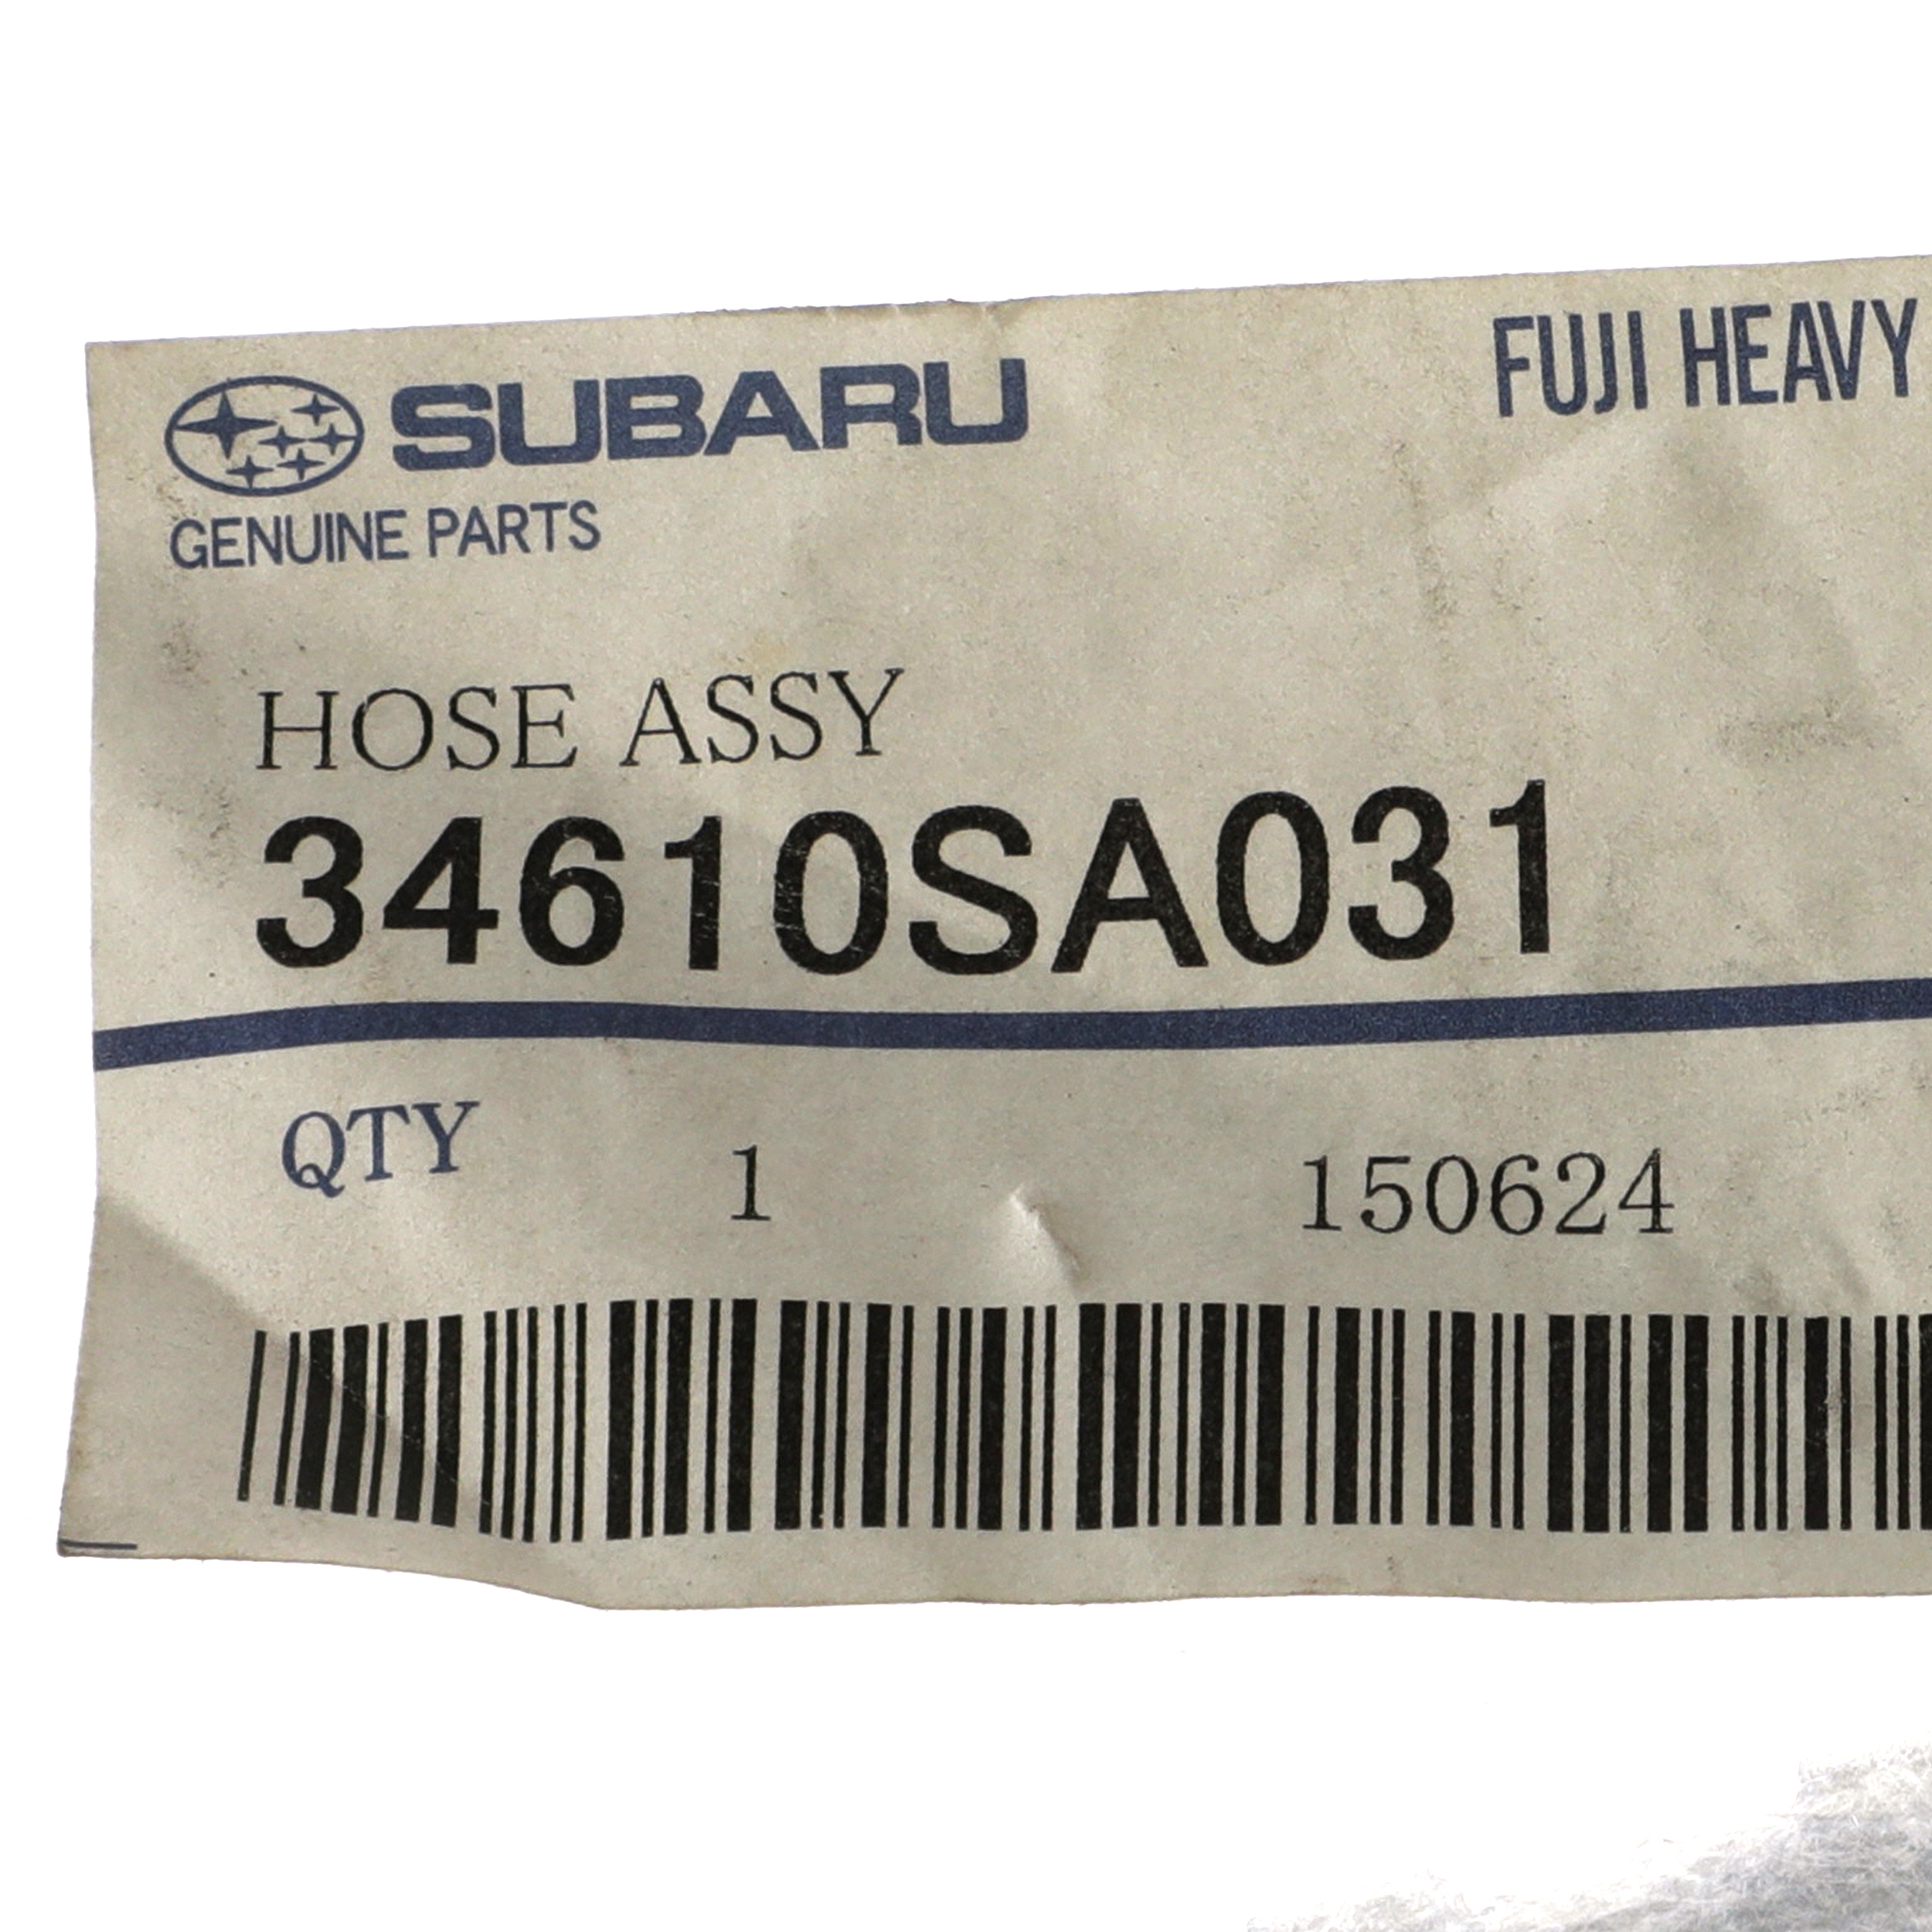 SUBARU
FUJI HEAVY
GENUINE PARTS
HOSE ASSY
34610SA031
QTY 1 150624